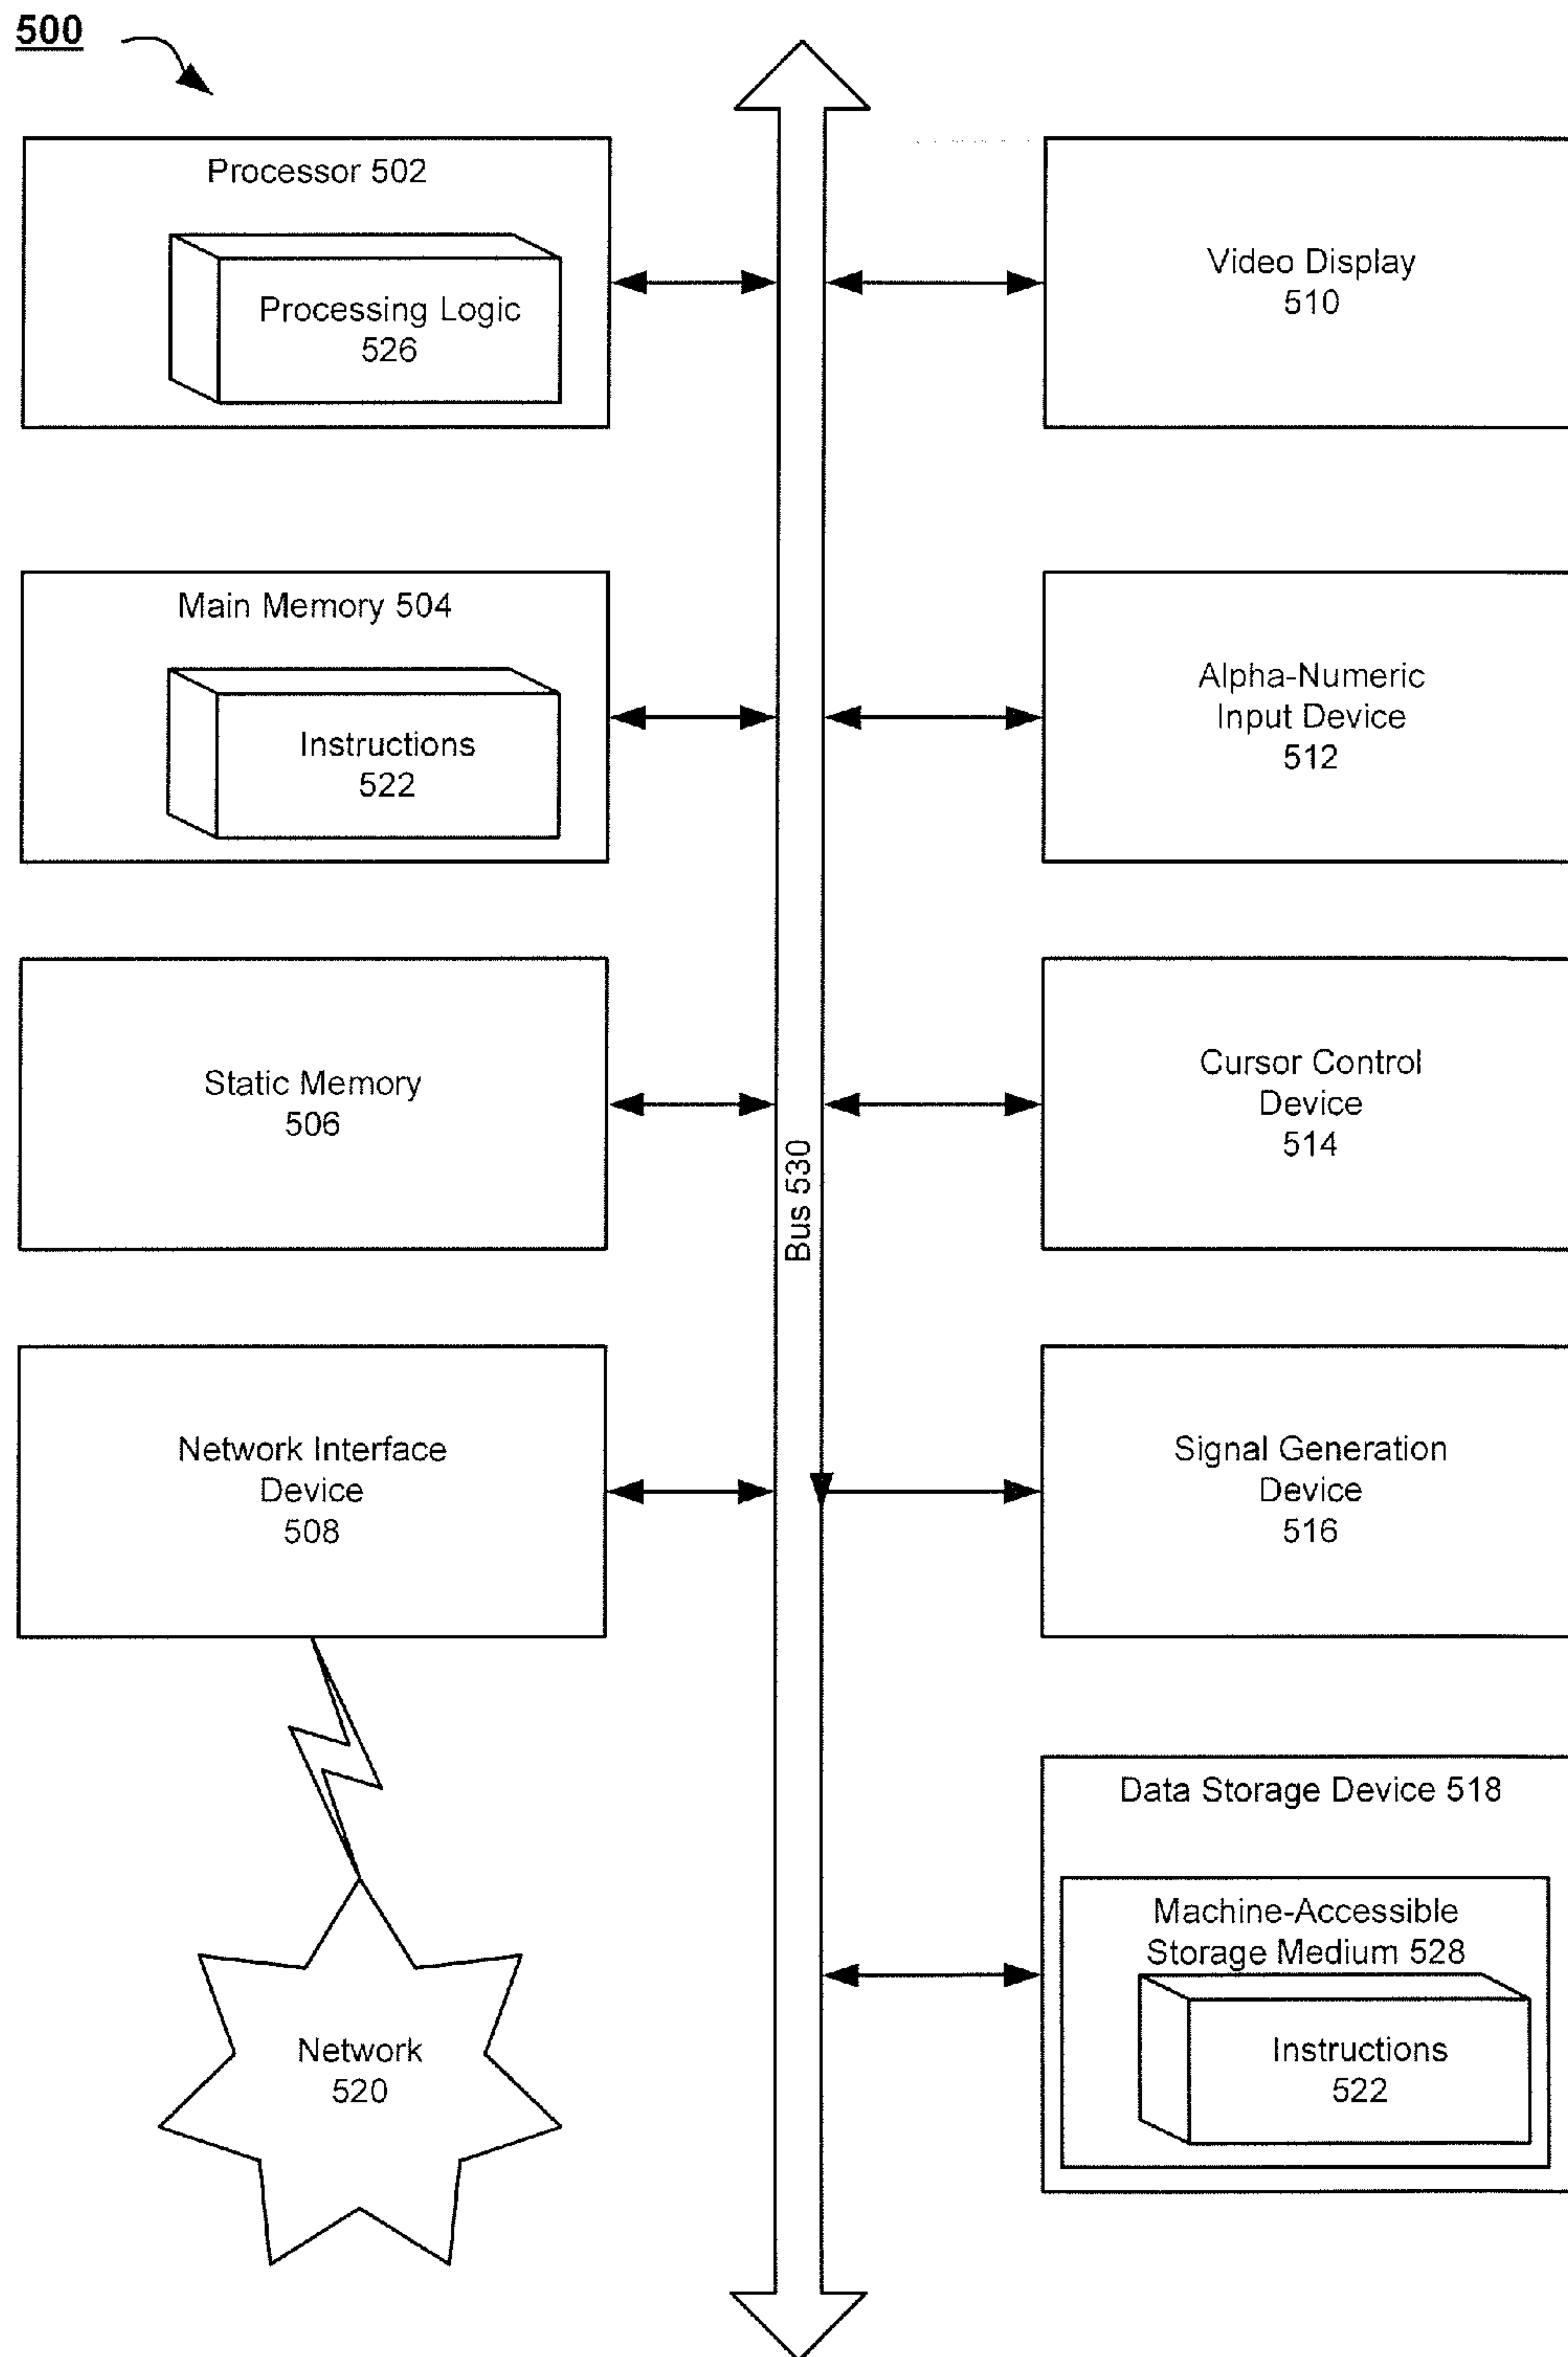 500
Processor 502
Processing Logic
526
Video Display
510
Main Memory 504
Instructions
522
Alpha-Numeric
Input Device
512
Static Memory
506
Cursor Control
Device
514
Bus 530
Network Interface
Device
508
Signal Generation
Device
516
Data Storage Device 518
Machine-Accessible
Storage Medium 528
Instructions
522
Network
520